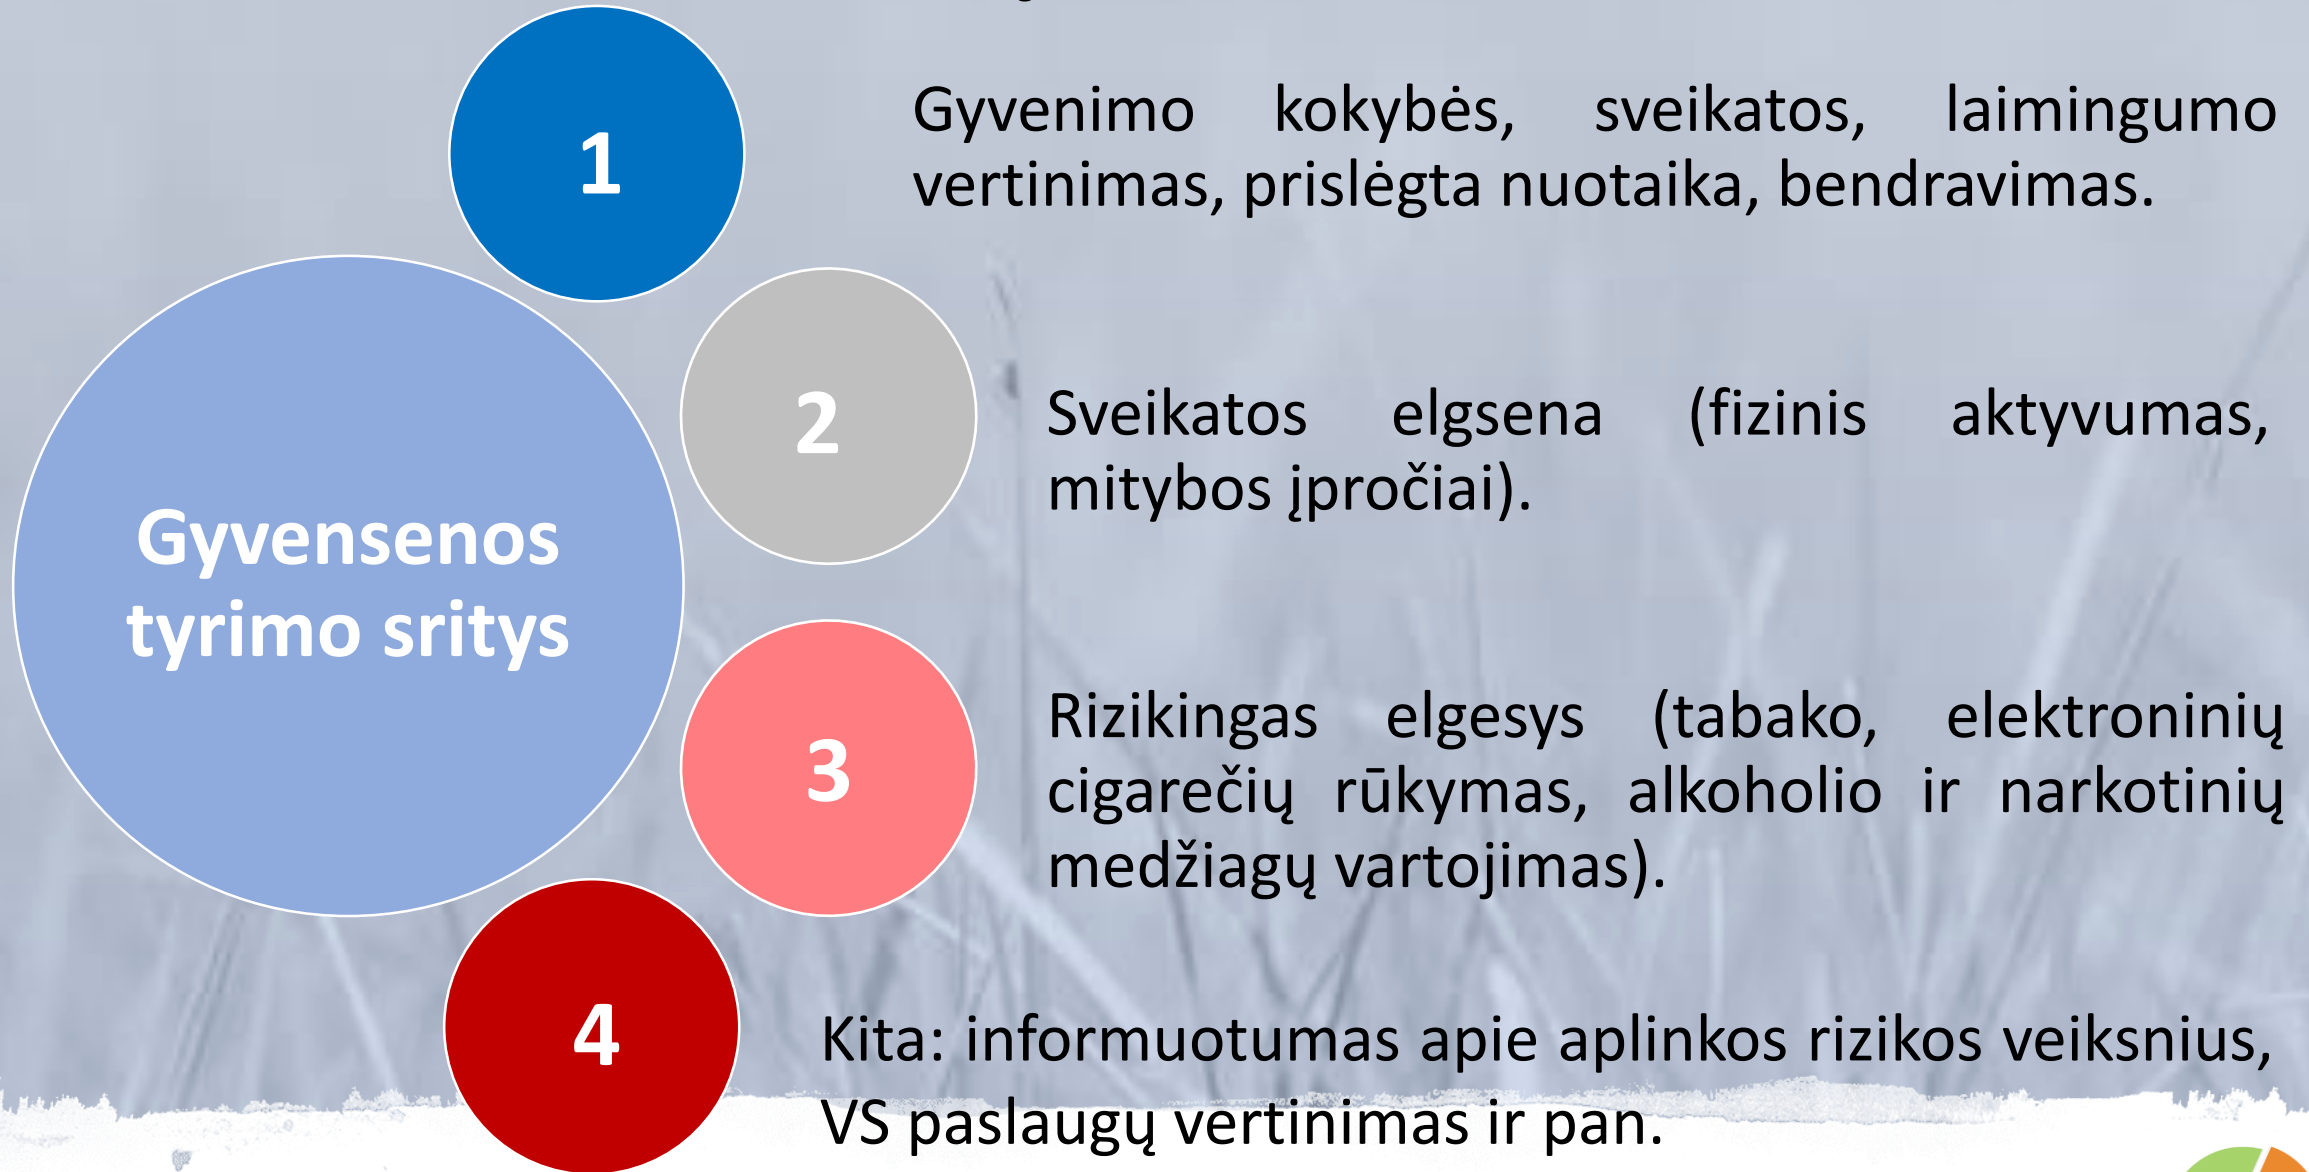 1
Gyvenimo kokybės, sveikatos, laimingumo
vertinimas, prislėgta nuotaika, bendravimas.
2
Sveikatos elgsena (fizinis aktyvumas,
mitybos įpročiai).
Gyvensenos
tyrimo sritys
3
Rizikingas elgesys (tabako, elektroninių
cigarečių rūkymas, alkoholio ir narkotinių
medžiagų vartojimas).
4
Kita: informuotumas apie aplinkos rizikos veiksnius,
VS paslaugų vertinimas ir pan.